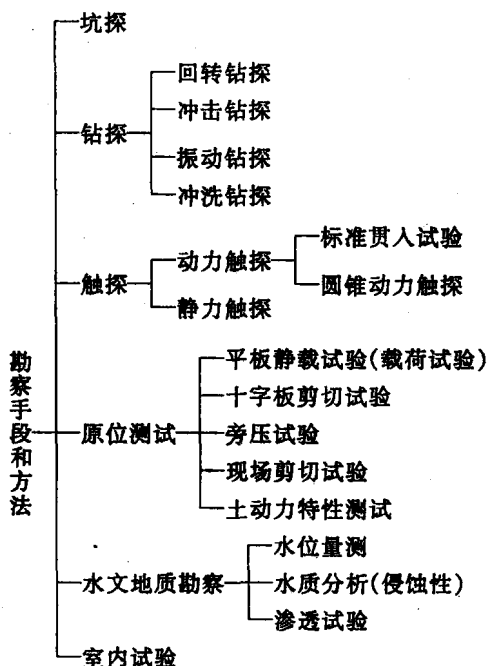 勘察手段和方法
坑探
钻探
回转钻探
冲击钻探
振动钻探
冲洗钻探
触探
动力触探
标准贯入试验
圆锥动力触探
静力触探
原位测试
平板静载试验(载荷试验)
十字板剪切试验
旁压试验
现场剪切试验
土动力特性测试
水文地质勘察
水位量测
水质分析(侵蚀性)
渗透试验
室内试验